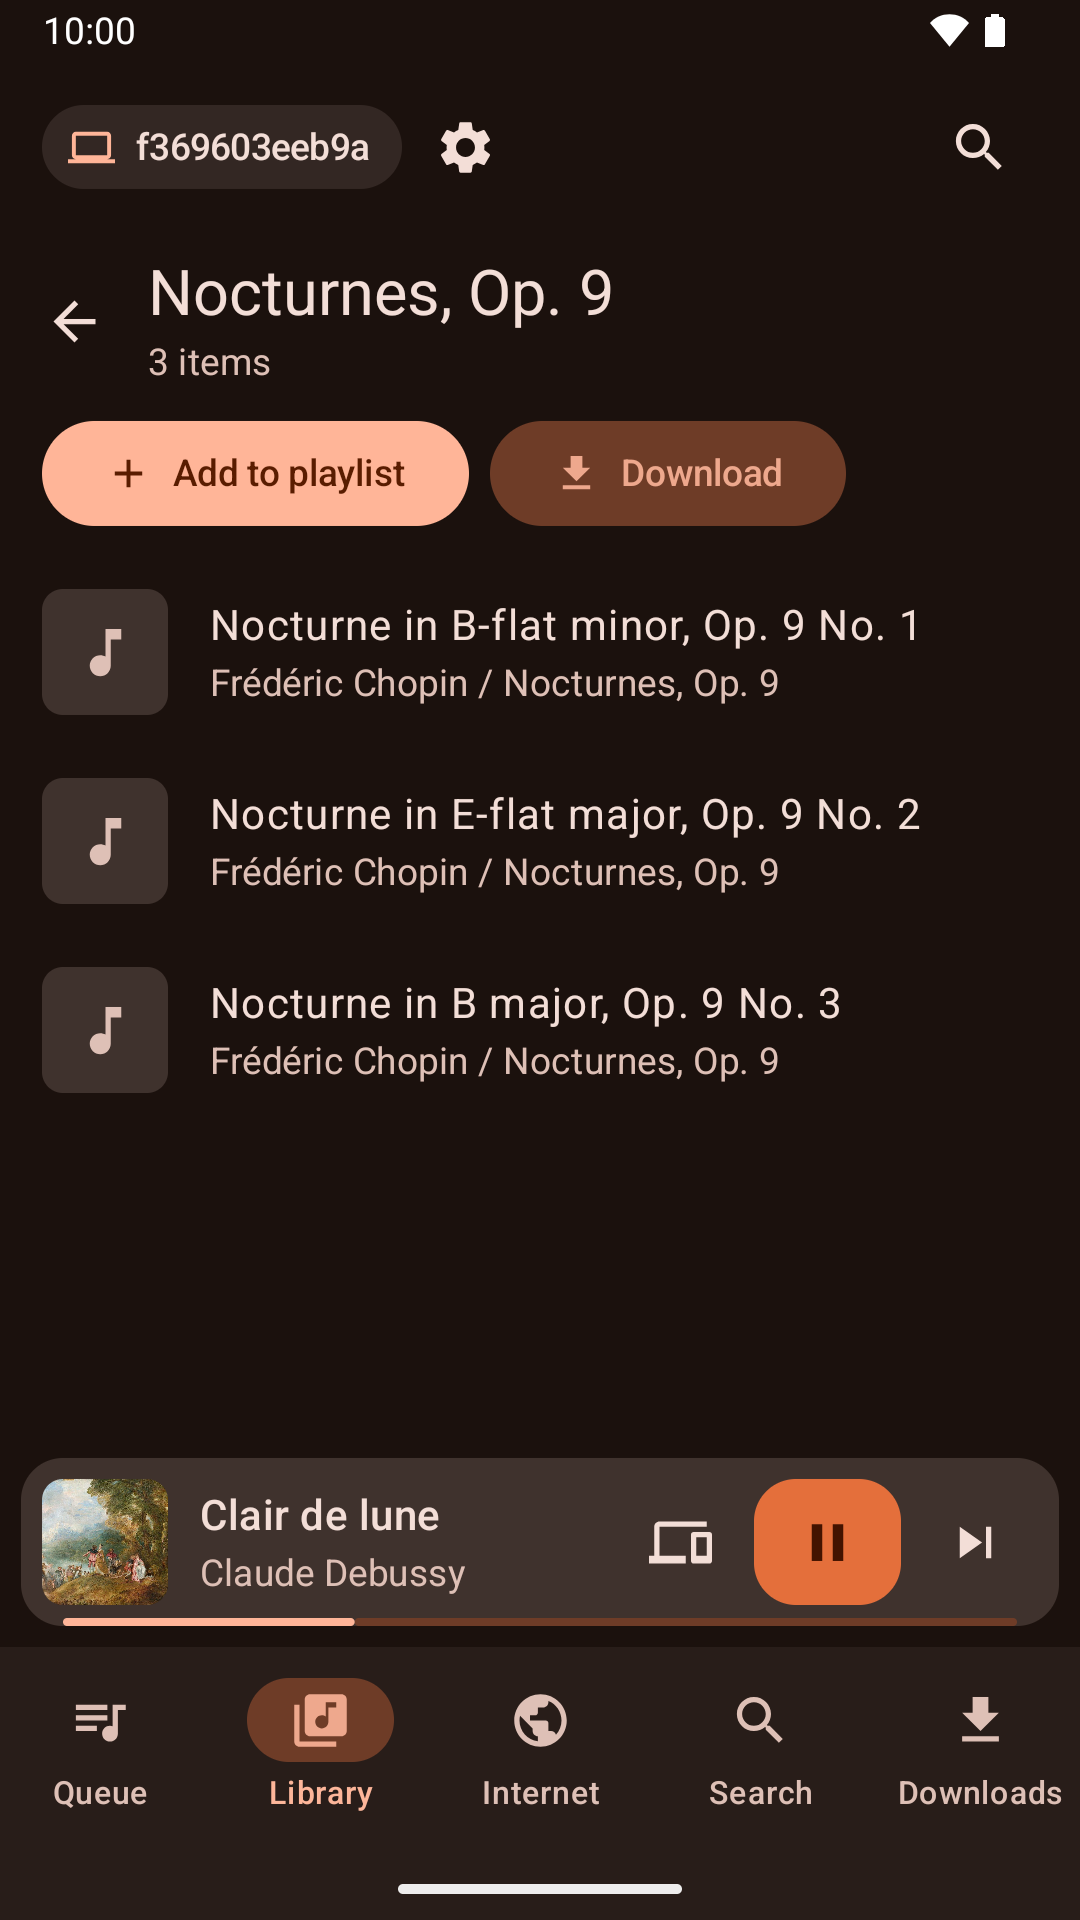 10:00
f369603eeb9a
Nocturnes, Op. 9
3 items
Add to playlist
Download
Nocturne in B-flat minor, Op. 9 No. 1
Frédéric Chopin / Nocturnes, Op. 9
Nocturne in E-flat major, Op. 9 No. 2
Frédéric Chopin / Nocturnes, Op. 9
Nocturne in B major, Op. 9 No. 3
Frédéric Chopin / Nocturnes, Op. 9
Clair de lune
Claude Debussy
Queue
Library
Internet
Search
Downloads